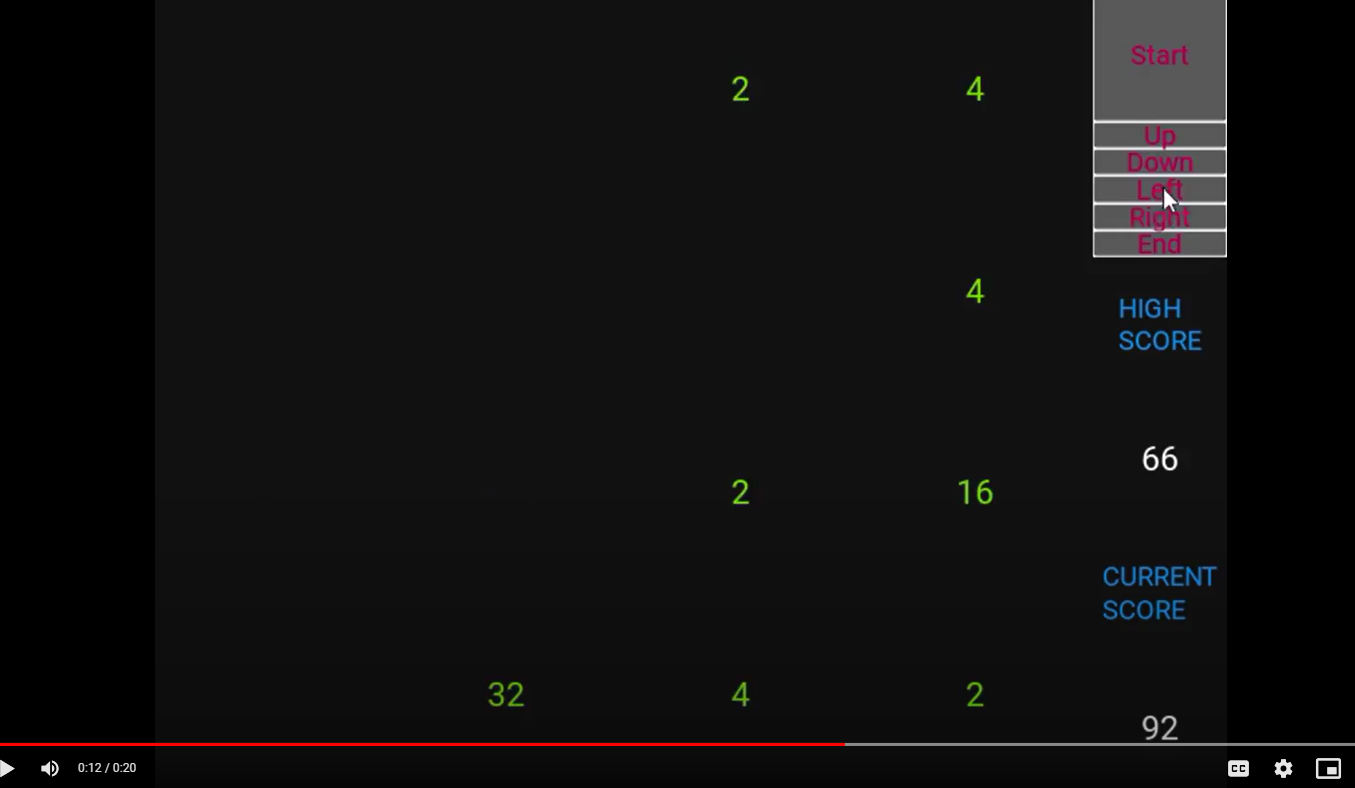 2 4
4
2 16
32 4 2
Start
Up
Down
Left
Right
End
HIGH
SCORE
66
CURRENT
SCORE
92
0:12 / 0:20
CC